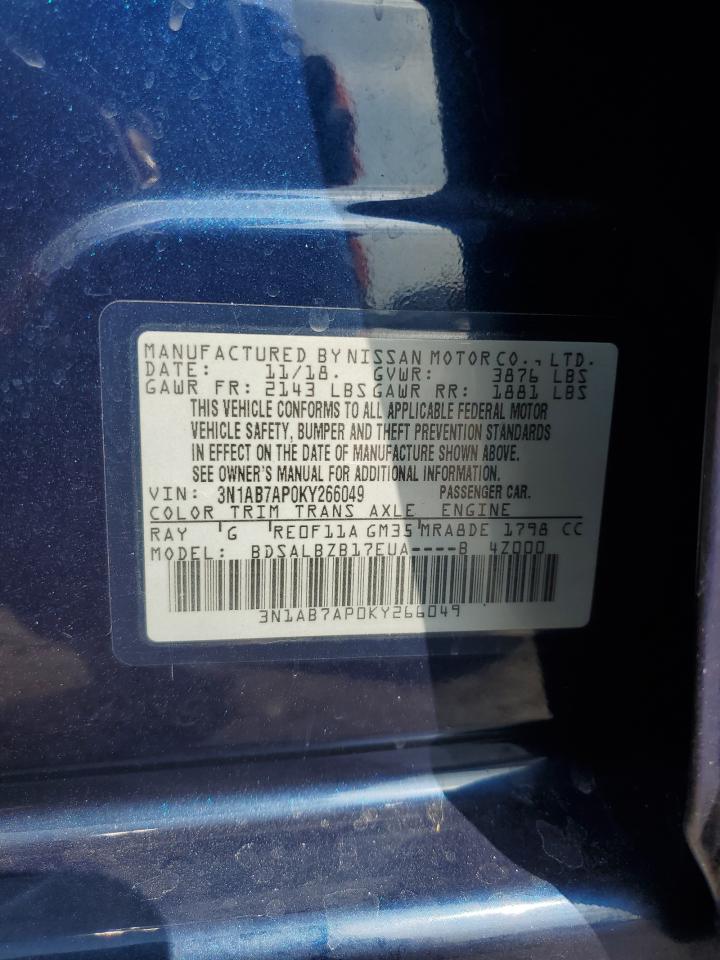 MANUFACTURED BY NISSAN MOTOR CO., LTD.
DATE: 11/18. GVWR: 3876 LBS
GAWR FR: 2143 LBS GAWR RR: 1881 LBS
THIS VEHICLE CONFORMS TO ALL APPLICABLE FEDERAL MOTOR
VEHICLE SAFETY, BUMPER AND THEFT PREVENTION STANDARDS
IN EFFECT ON THE DATE OF MANUFACTURE SHOWN ABOVE.
SEE OWNER'S MANUAL FOR ADDITIONAL INFORMATION.
VIN: 3N1AB7AP0KY266049 PASSENGER CAR.
COLOR TRIM TRANS AXLE ENGINE
RAY G RE0F11A GM35 MRA8DE 1798 CC
MODEL: BDSALBZB17EUA----B 4Z000
3N1AB7AP0KY266049